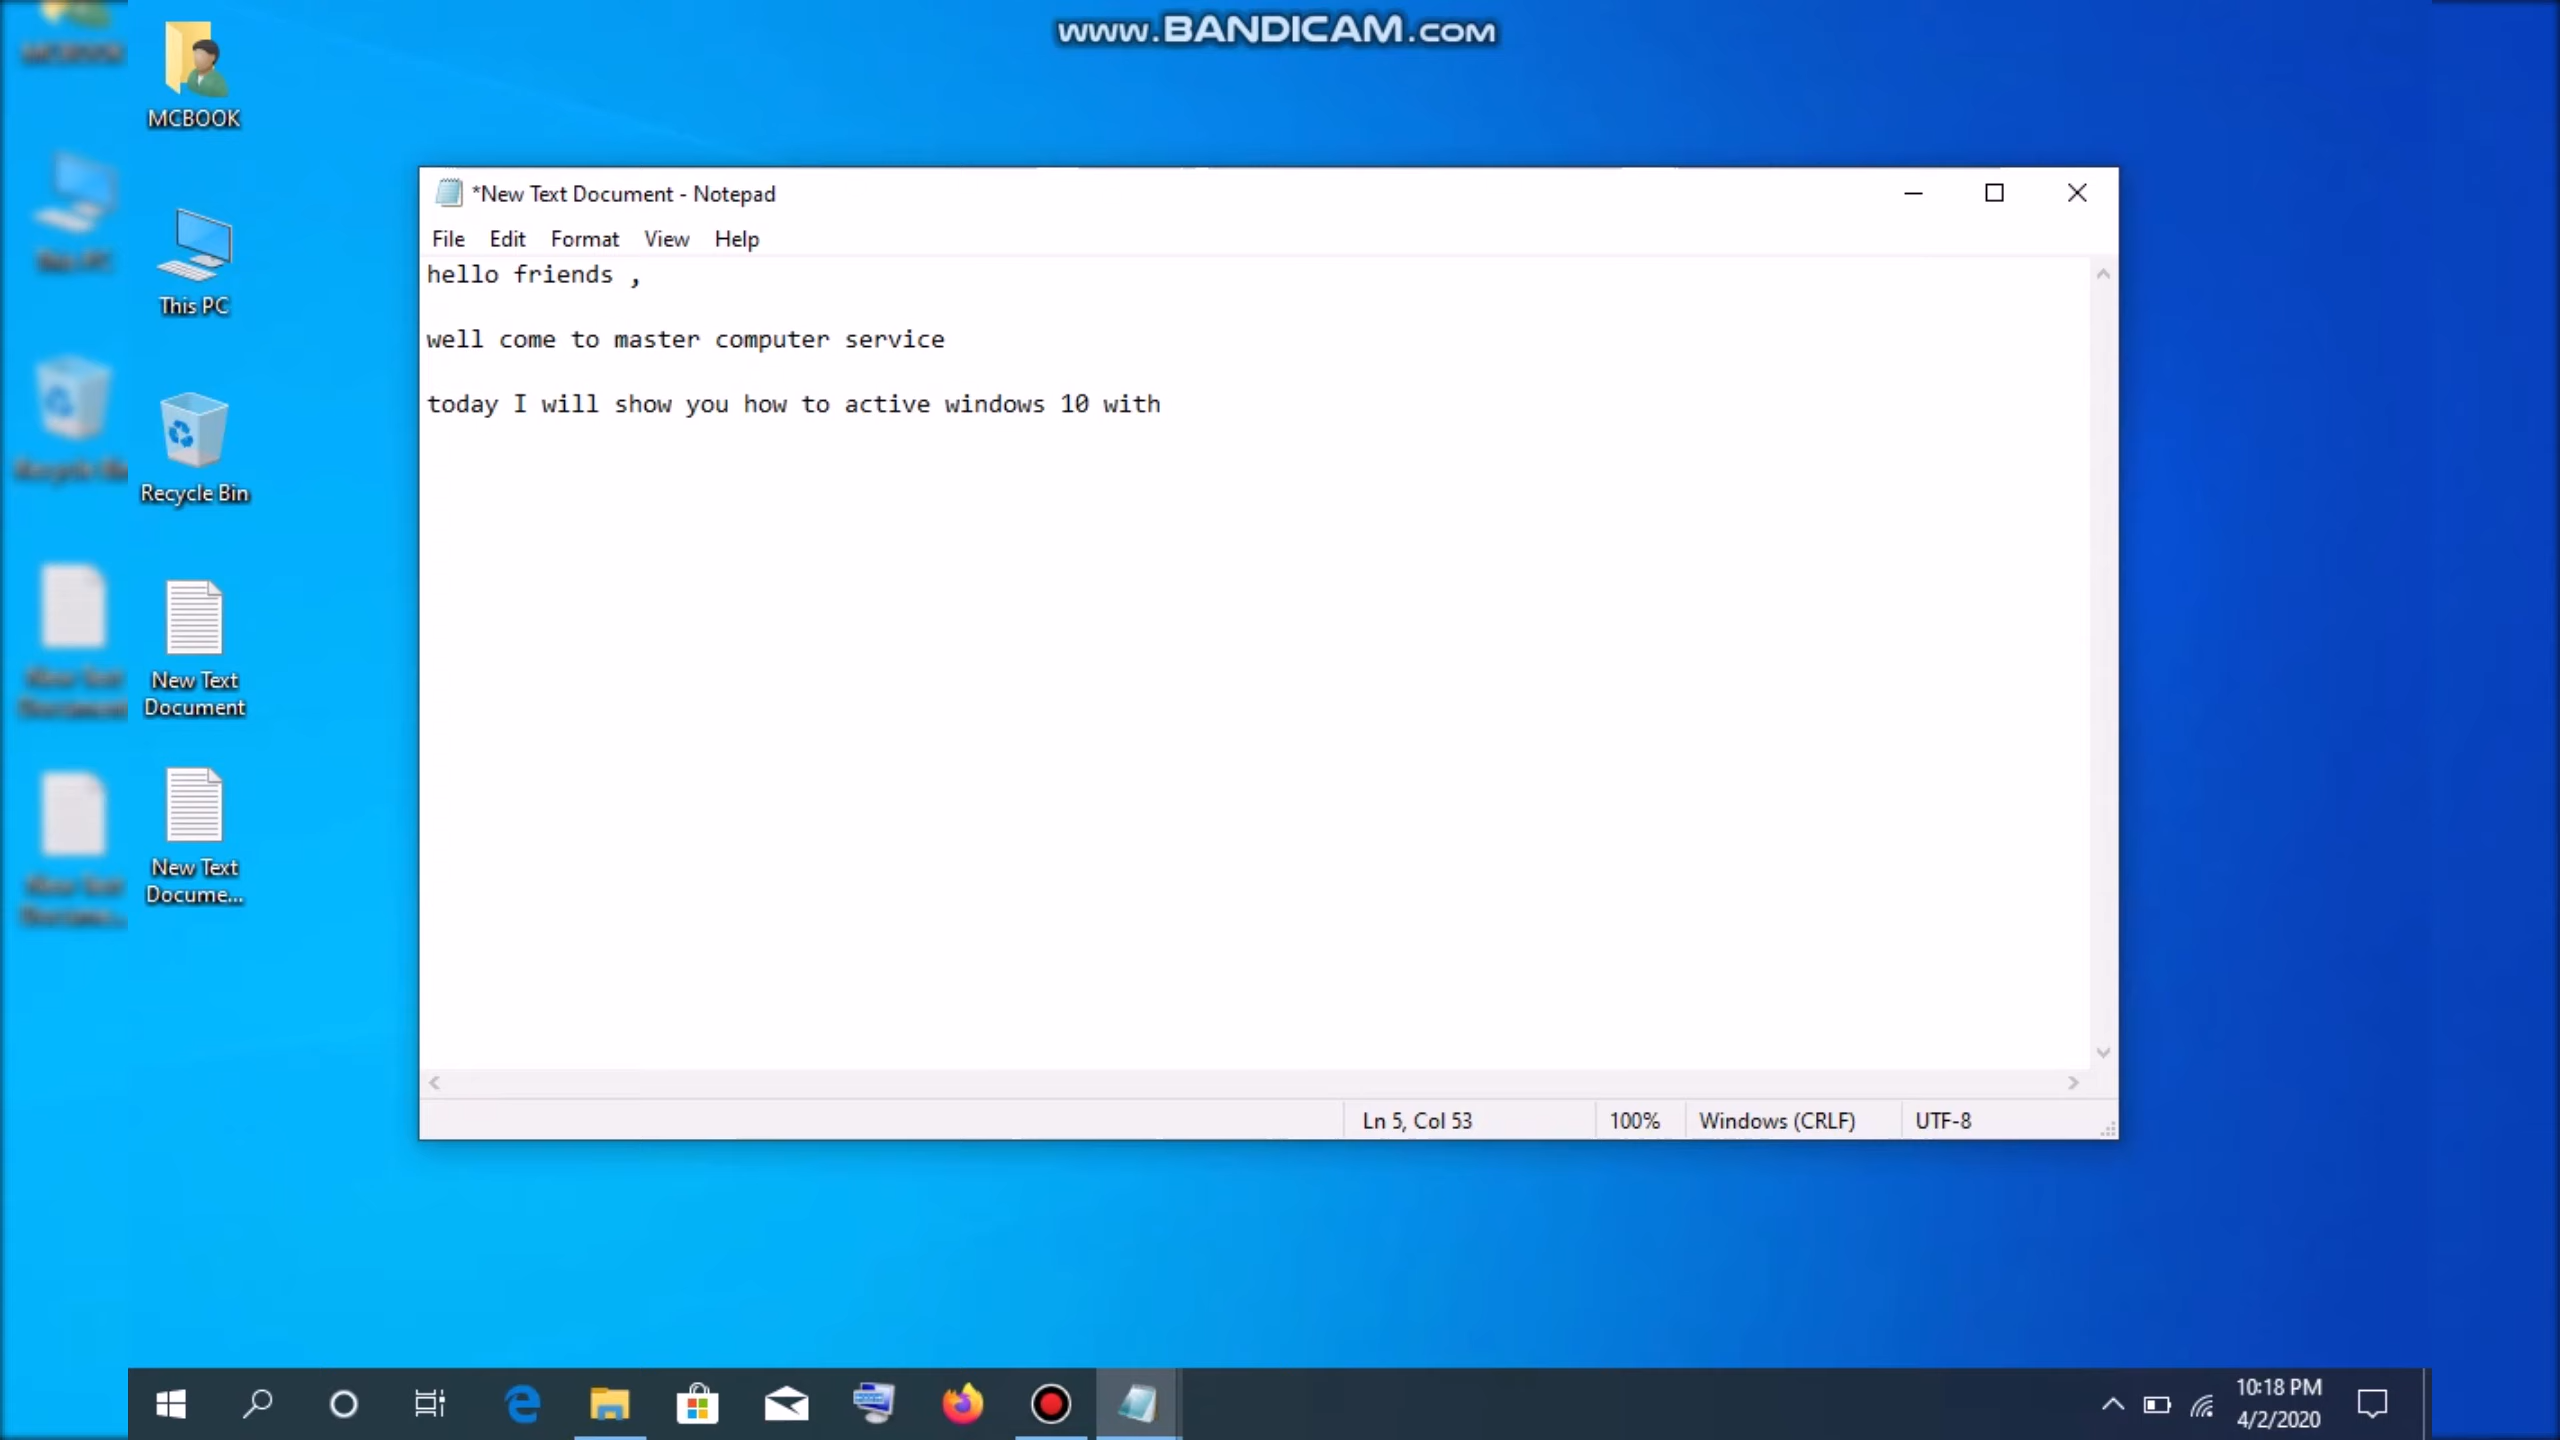 www.BANDICAM.com
MCBOOK
This PC
Recycle Bin
New Text
Document
New Text
Docume...
*New Text Document - Notepad
File Edit Format View Help
hello friends ,
well come to master computer service
today I will show you how to active windows 10 with
Ln 5, Col 53
100%
Windows (CRLF)
UTF-8
10:18 PM
4/2/2020